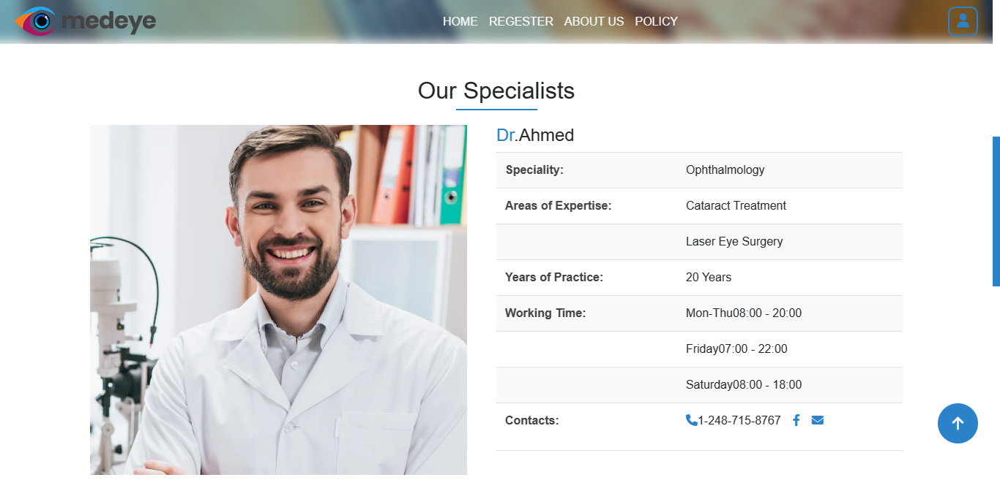 medeye
HOME REGESTER ABOUT US POLICY
Our Specialists
Dr.Ahmed
Speciality: Ophthalmology
Areas of Expertise: Cataract Treatment
Laser Eye Surgery
Years of Practice: 20 Years
Working Time: Mon-Thu08:00 - 20:00
Friday07:00 - 22:00
Saturday08:00 - 18:00
Contacts: 1-248-715-8767